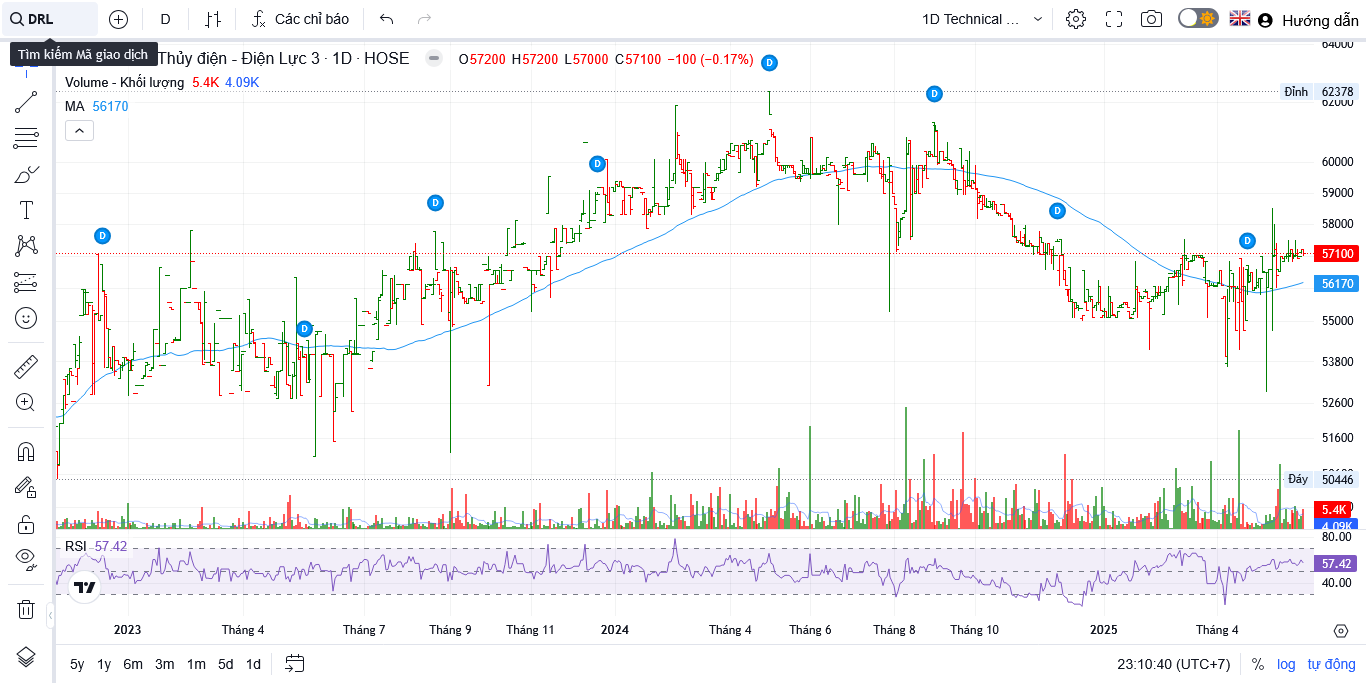 DRL
D
Các chỉ báo
1D Technical ...
Hướng dẫn
Tìm kiếm Mã giao dịch
Thủy điện - Điện Lực 3 · 1D · HOSE
O57200 H57200 L57000 C57100 −100 (−0.17%)
Volume - Khối lượng 5.4K 4.09K
MA 56170
D
D
D
D
D
D
D
D
64000
Đỉnh 62378
62000
60000
59000
58000
57100
56170
55000
53800
52600
51600
Đáy 50446
5.4K
4.09K
RSI 57.42
80.00
57.42
40.00
2023
Tháng 4
Tháng 7
Tháng 9
Tháng 11
2024
Tháng 4
Tháng 6
Tháng 8
Tháng 10
2025
Tháng 4
5y 1y 6m 3m 1m 5d 1d
23:10:40 (UTC+7)
% log tự động